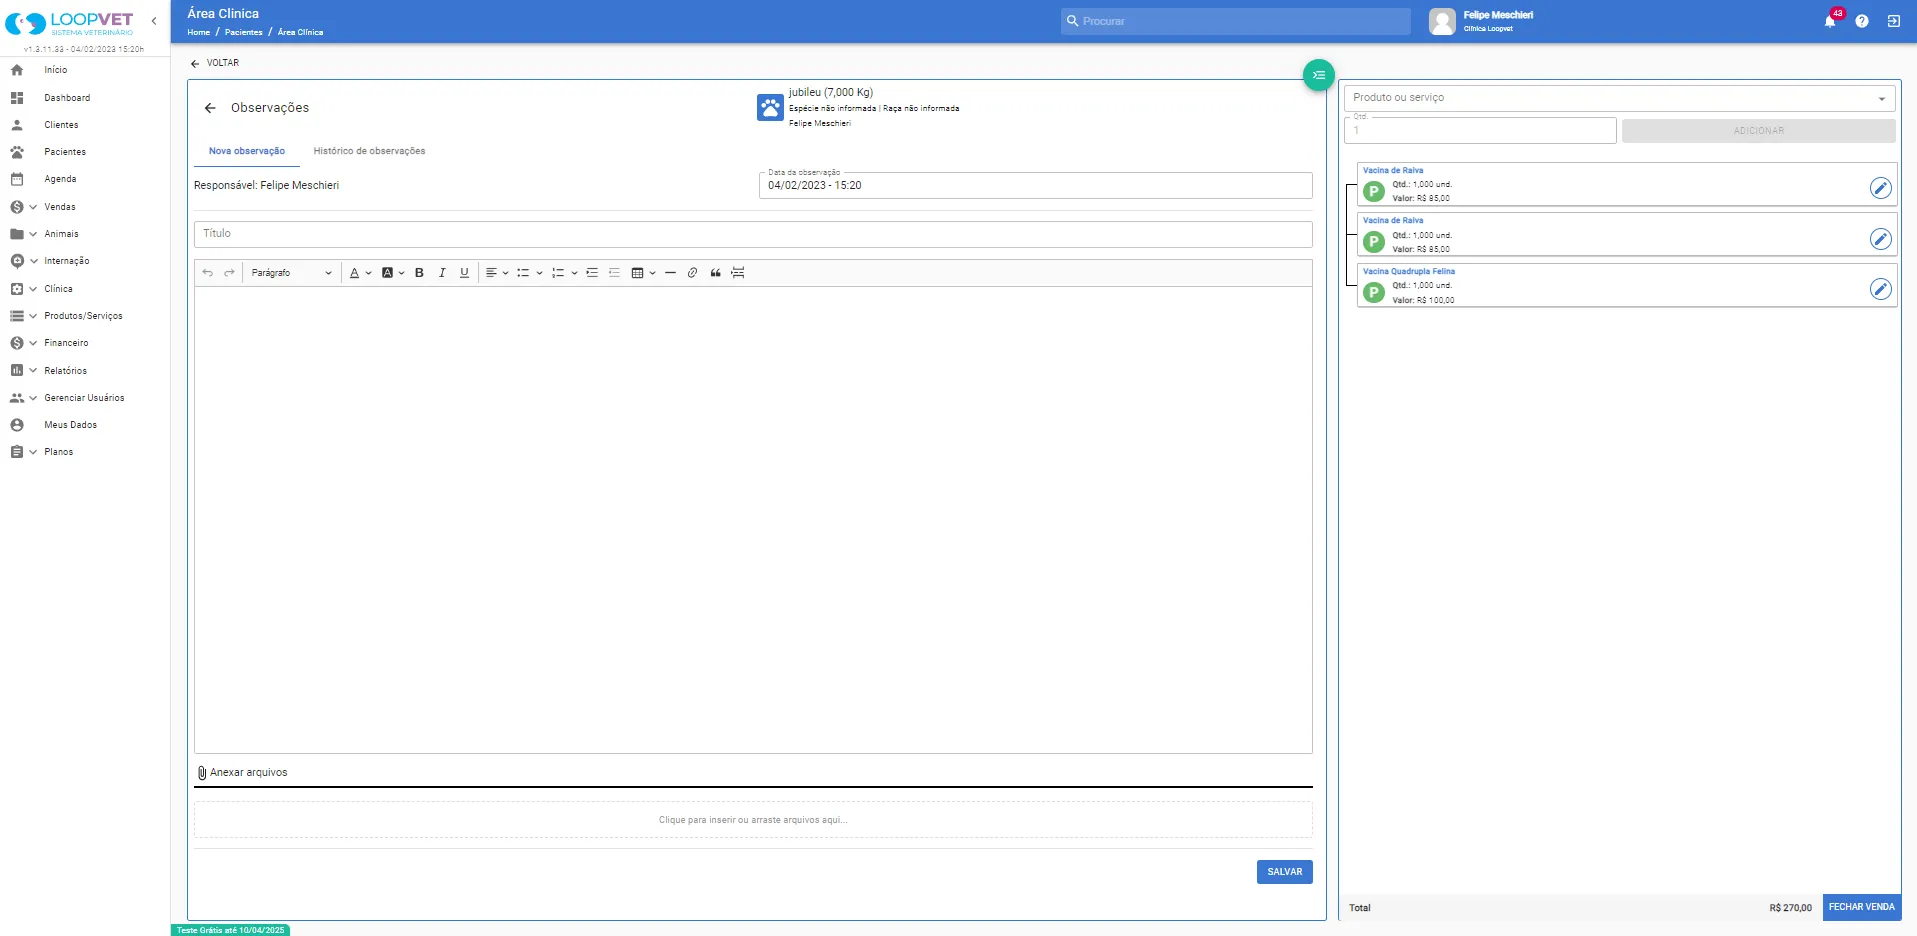 LOOPVET
SISTEMA VETERINÁRIO
v1.3.11.33 - 04/02/2023 15:20h
Início
Dashboard
Clientes
Pacientes
Agenda
Vendas
Animais
Internação
Clínica
Produtos/Serviços
Financeiro
Relatórios
Gerenciar Usuários
Meus Dados
Planos
Área Clinica
Home / Pacientes / Área Clínica
Procurar
Felipe Meschieri
Clínica Loopvet
43
VOLTAR
Observações
jubileu (7,000 Kg)
Espécie não informada | Raça não informada
Felipe Meschieri
Nova observação
Histórico de observações
Responsável: Felipe Meschieri
Data da observação
04/02/2023 - 15:20
Título
Parágrafo
Anexar arquivos
Clique para inserir ou arraste arquivos aqui...
SALVAR
Produto ou serviço
Qtd.
1
ADICIONAR
Vacina de Raiva
P
Qtd.: 1,000 und.
Valor: R$ 85,00
Vacina de Raiva
P
Qtd.: 1,000 und.
Valor: R$ 85,00
Vacina Quadrupla Felina
P
Qtd.: 1,000 und.
Valor: R$ 100,00
Total
R$ 270,00
FECHAR VENDA
Teste Grátis até 10/04/2025